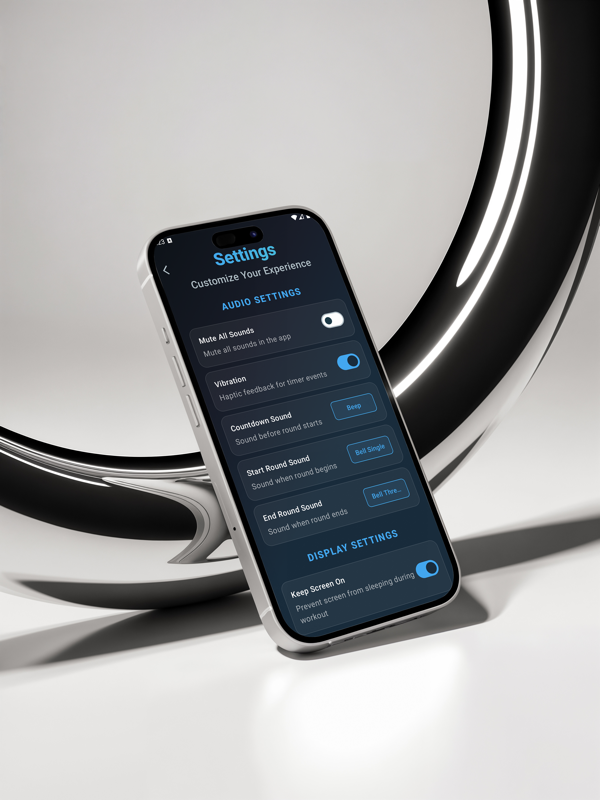 Settings
Customize Your Experience
AUDIO SETTINGS
Mute All Sounds
Mute all sounds in the app
Vibration
Haptic feedback for timer events
Countdown Sound
Sound before round starts
Beep
Start Round Sound
Sound when round begins
Bell Single
End Round Sound
Sound when round ends
Bell Thre...
DISPLAY SETTINGS
Keep Screen On
Prevent screen from sleeping during
workout